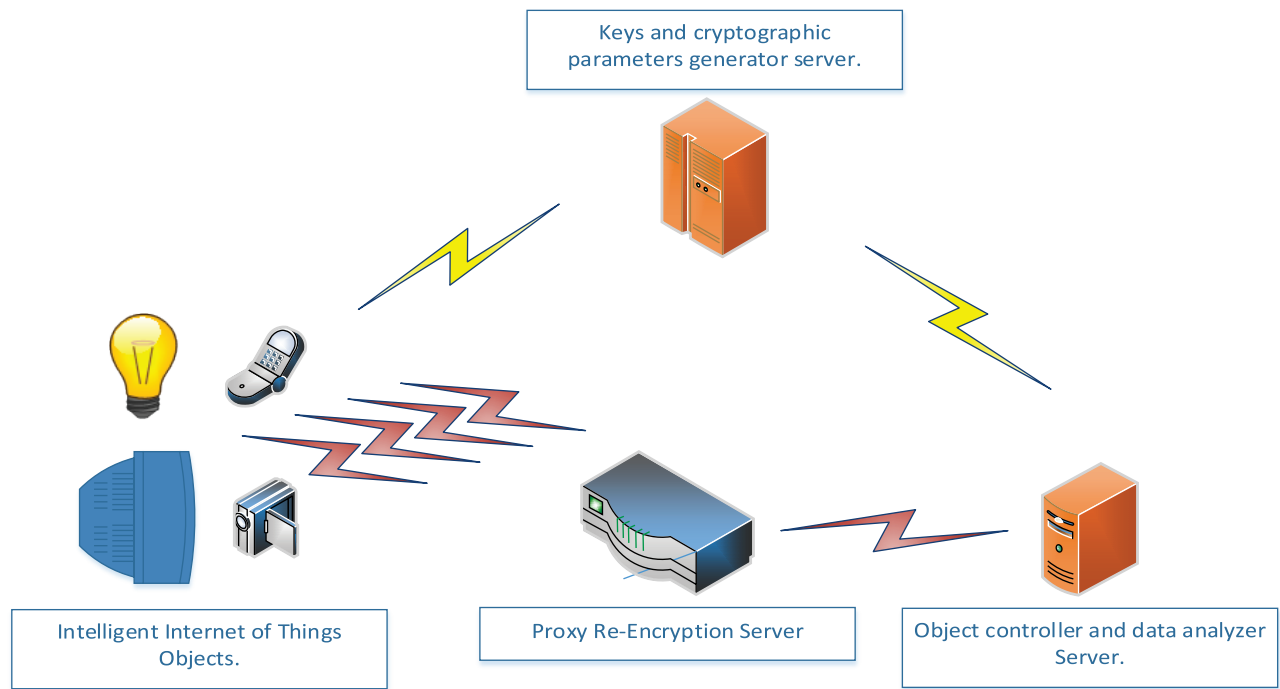 Keys and cryptographic
parameters generator server.
Intelligent Internet of Things
Objects.
Proxy Re-Encryption Server
Object controller and data analyzer
Server.